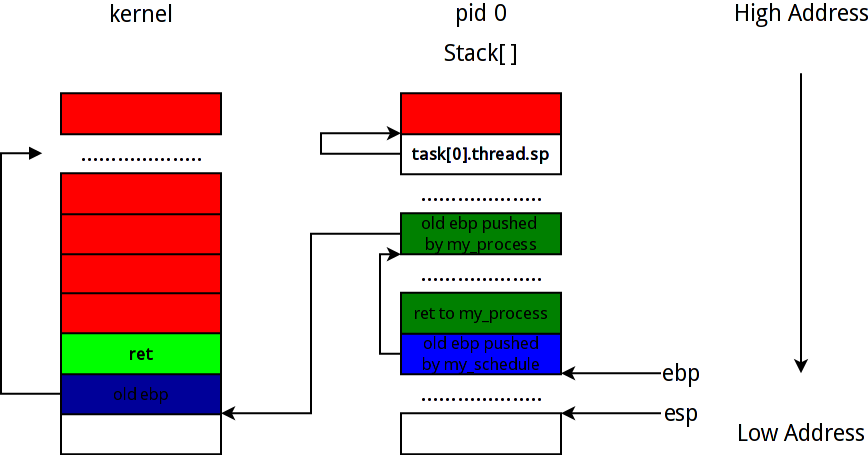 kernel
pid 0
High Address
Stack[ ]
....................
task[0].thread.sp
....................
old ebp pushed
by my_process
....................
ret to my_process
ret
old ebp pushed
by my_schedule
ebp
old ebp
....................
esp
Low Address